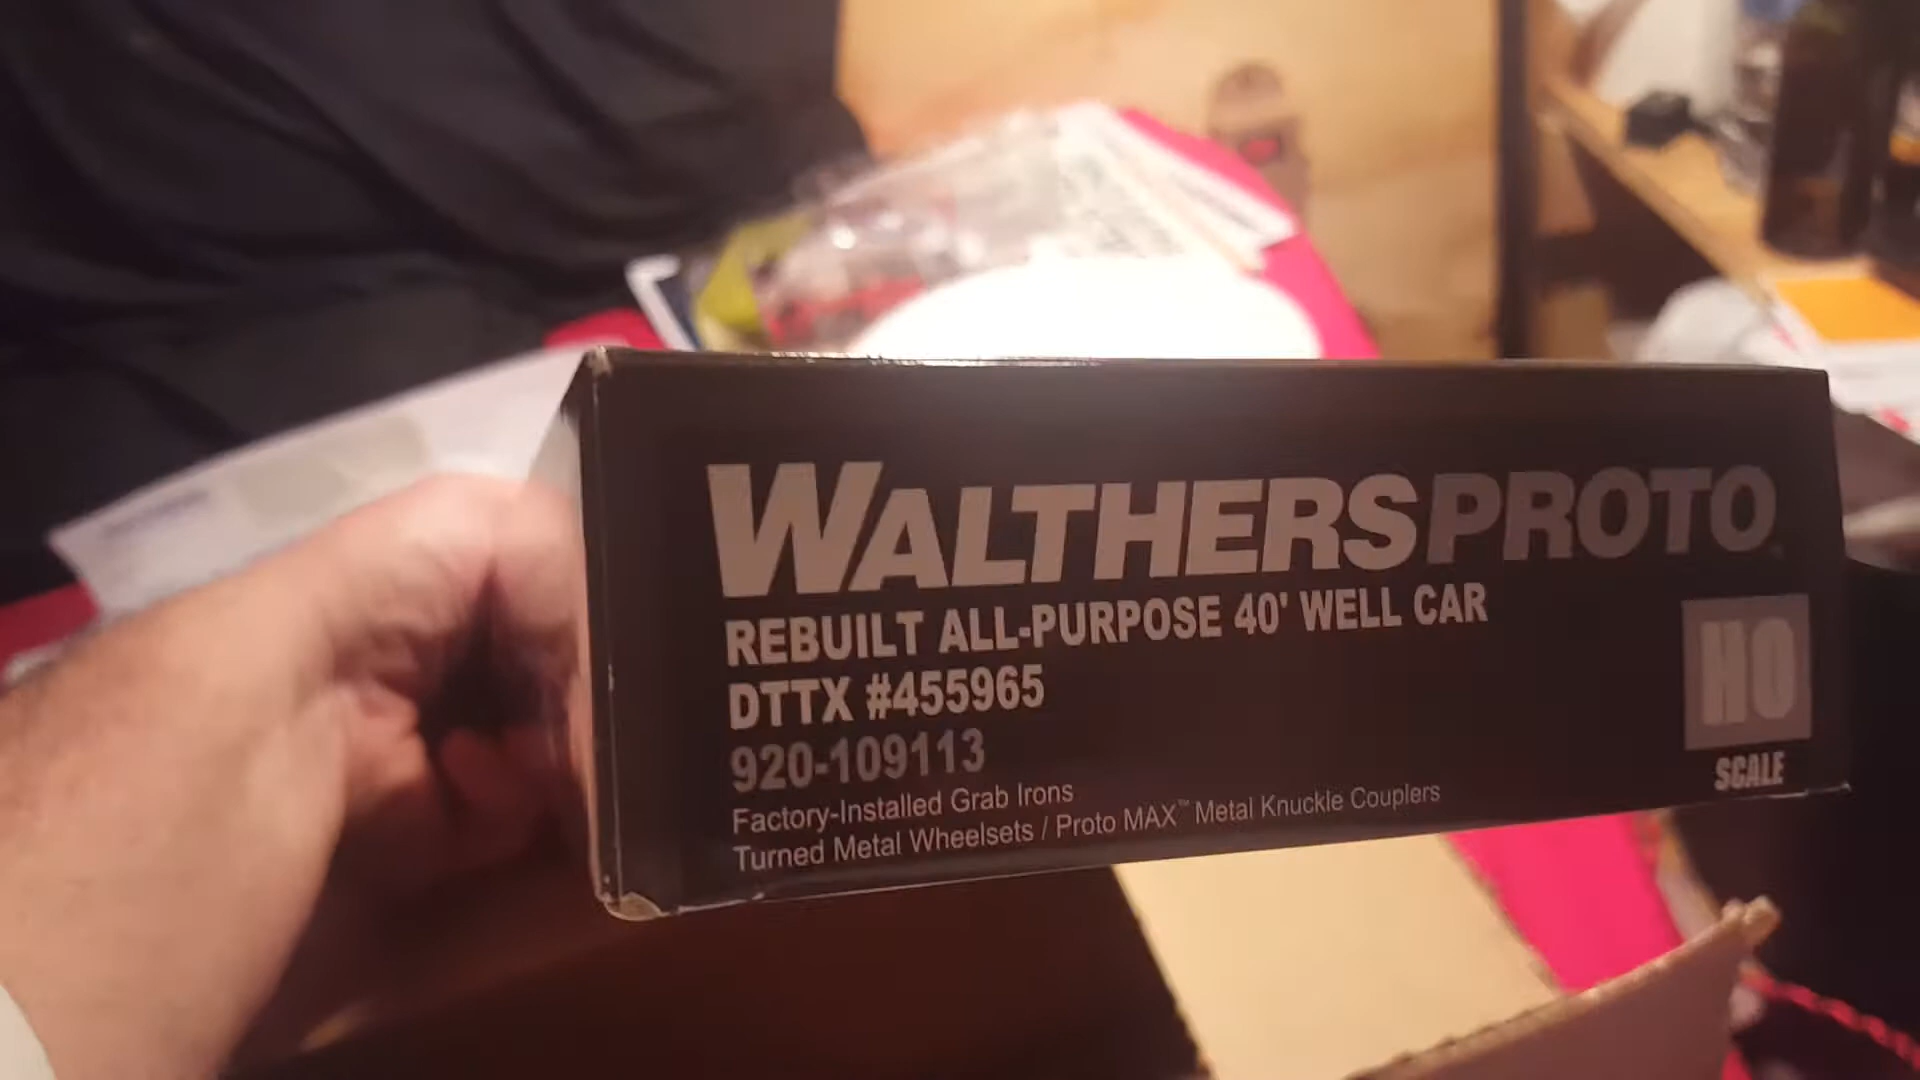 WALTHERSPROTO
REBUILT ALL-PURPOSE 40' WELL CAR
DTTX #455965
920-109113
Factory-Installed Grab Irons
Turned Metal Wheelsets / Proto MAX™ Metal Knuckle Couplers
HO
SCALE